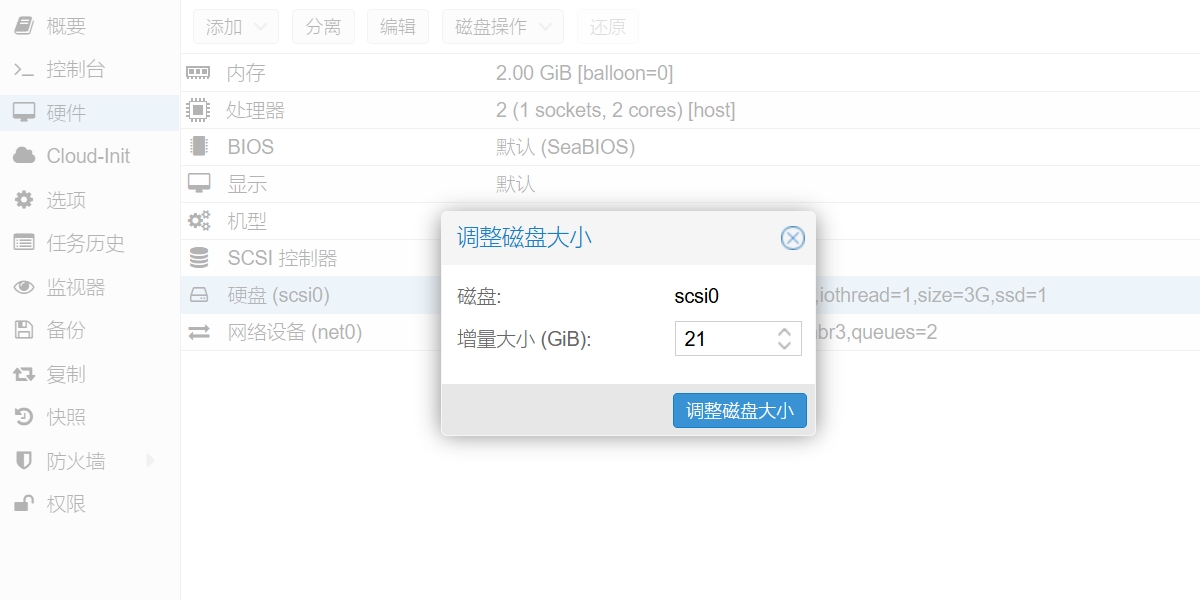 概要
控制台
硬件
Cloud-Init
选项
任务历史
监视器
备份
复制
快照
防火墙
权限
添加 分离 编辑 磁盘操作 还原
内存 2.00 GiB [balloon=0]
处理器 2 (1 sockets, 2 cores) [host]
BIOS 默认 (SeaBIOS)
显示 默认
机型
SCSI 控制器
硬盘 (scsi0) ,iothread=1,size=3G,ssd=1
网络设备 (net0) br3,queues=2
调整磁盘大小
磁盘: scsi0
增量大小 (GiB): 21
调整磁盘大小